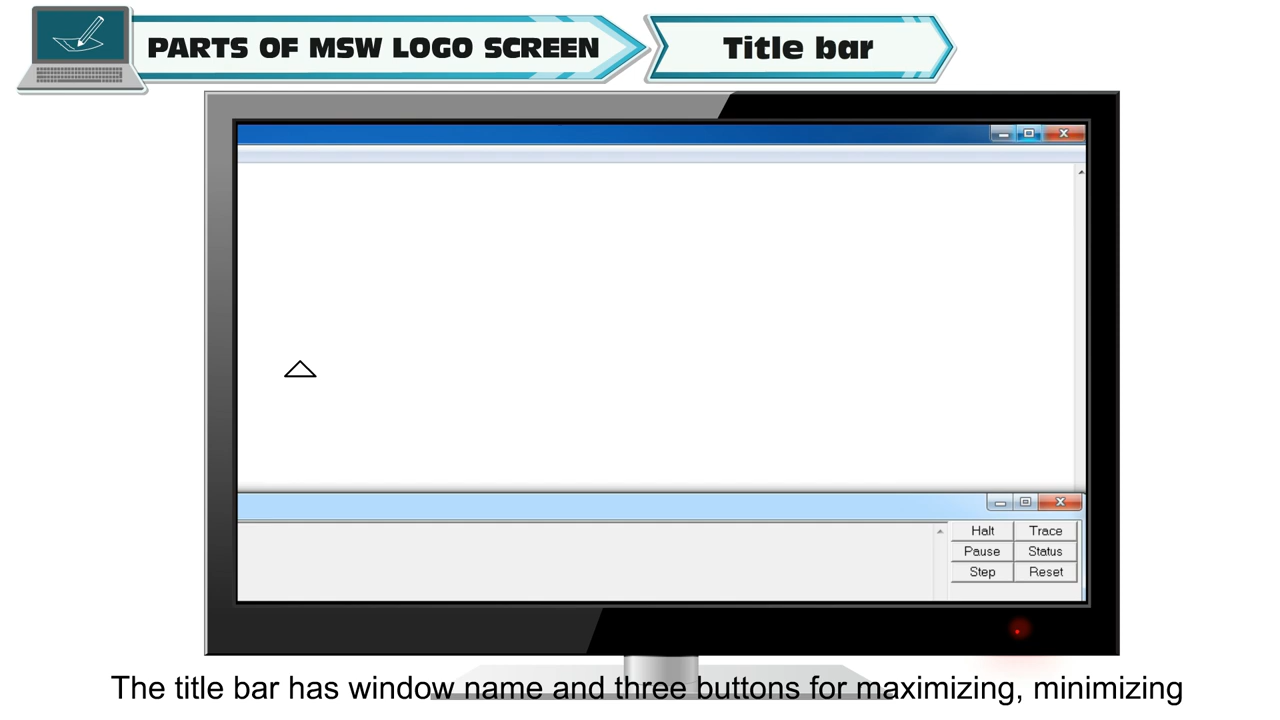 PARTS OF MSW LOGO SCREEN
Title bar
Halt Trace
Pause Status
Step Reset
The title bar has window name and three buttons for maximizing, minimizing